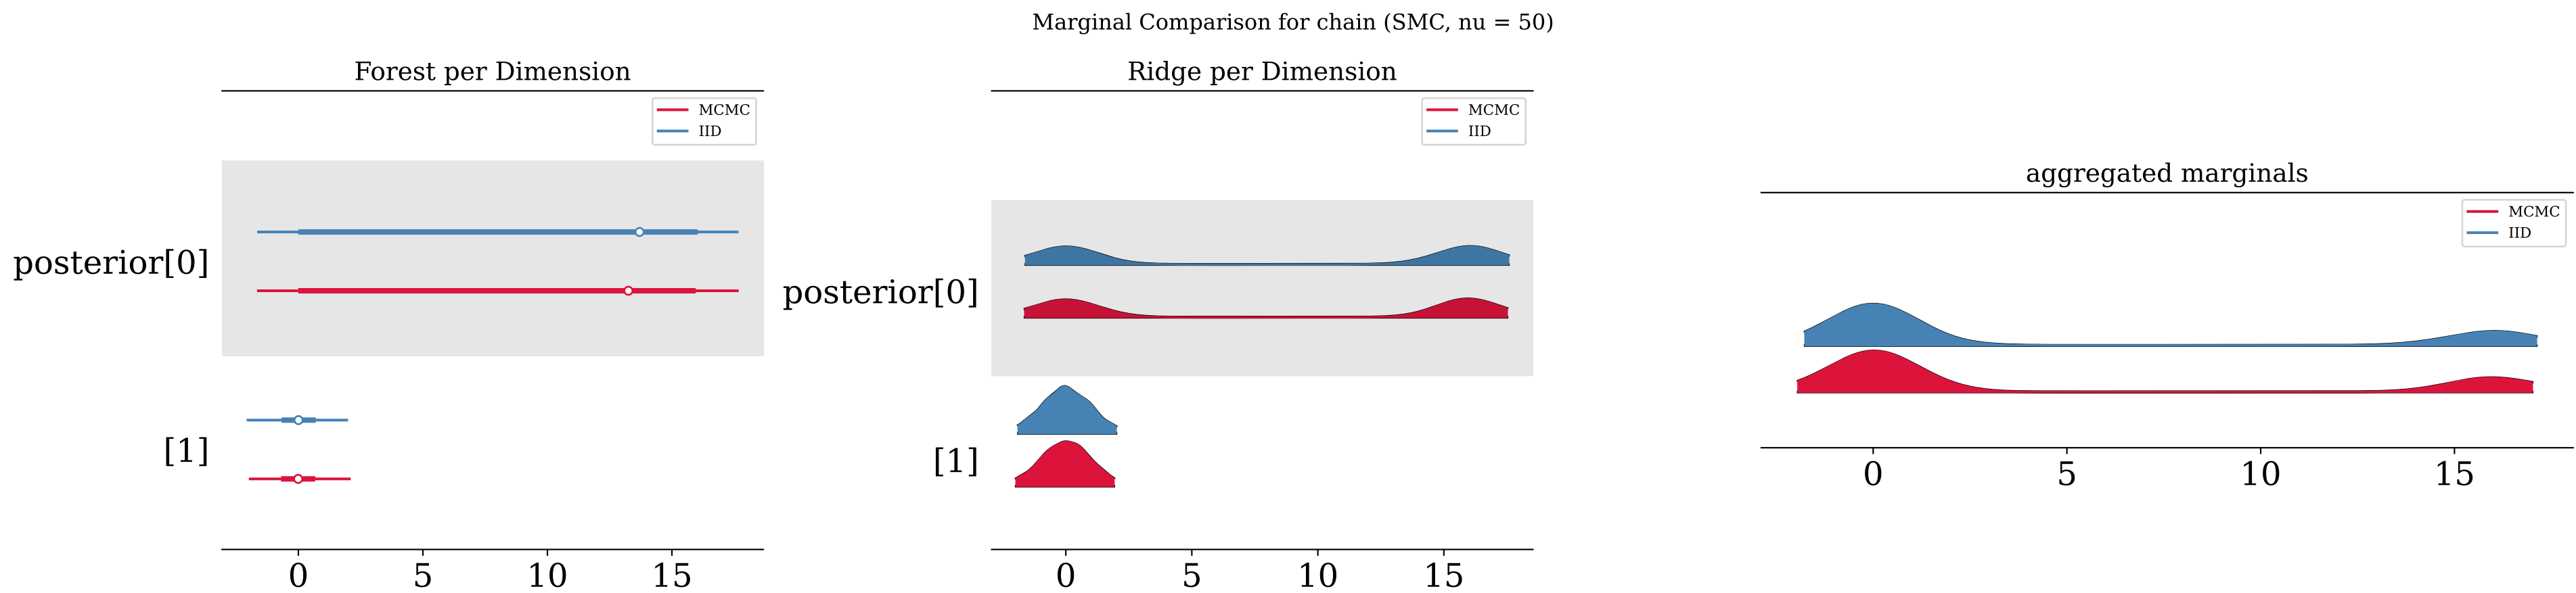 Marginal Comparison for chain (SMC, nu = 50)
Forest per Dimension
MCMC
IID
posterior[0]
[1]
0 5 10 15
Ridge per Dimension
MCMC
IID
posterior[0]
[1]
0 5 10 15
aggregated marginals
MCMC
IID
0 5 10 15